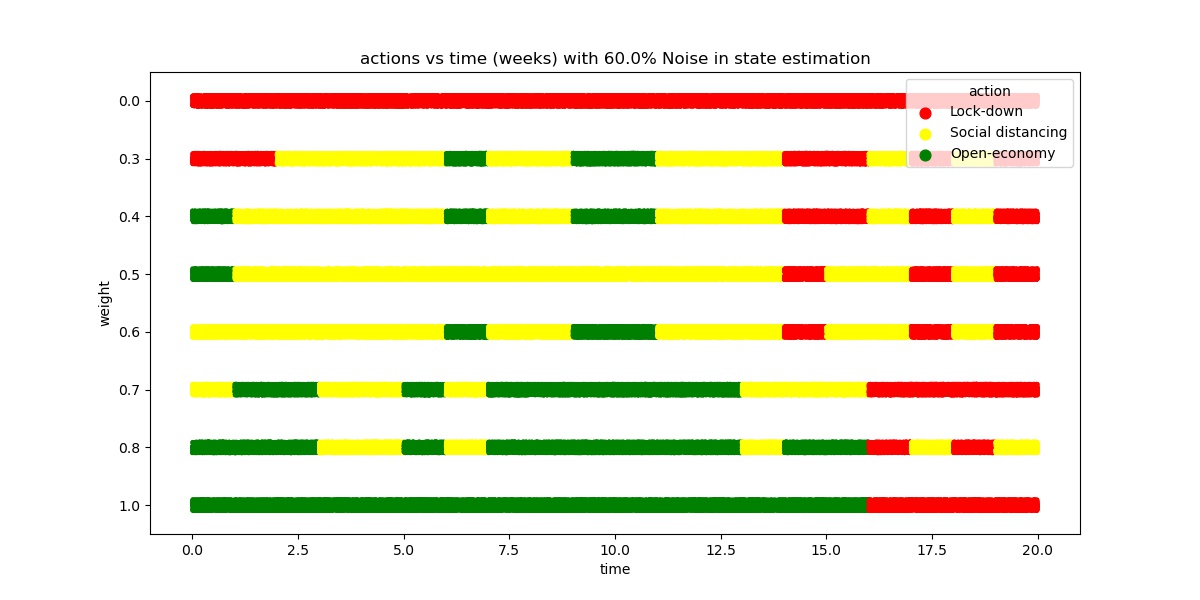 actions vs time (weeks) with 60.0% Noise in state estimation
action
Lock-down
Social distancing
Open-economy
weight
0.0
0.3
0.4
0.5
0.6
0.7
0.8
1.0
0.0 2.5 5.0 7.5 10.0 12.5 15.0 17.5 20.0
time